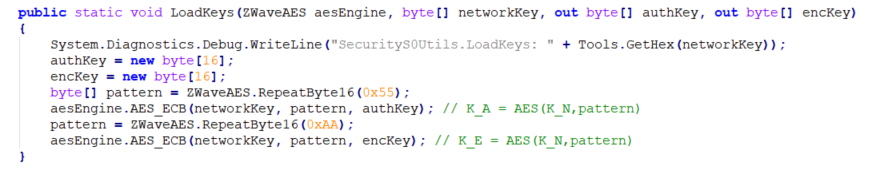 public static void LoadKeys(ZWaveAES aesEngine, byte[] networkKey, out byte[] authKey, out byte[] encKey)
{
System.Diagnostics.Debug.WriteLine("SecurityS0Utils.LoadKeys: " + Tools.GetHex(networkKey));
authKey = new byte[16];
encKey = new byte[16];
byte[] pattern = ZWaveAES.RepeatByte16(0x55);
aesEngine.AES_ECB(networkKey, pattern, authKey); // K_A = AES(K_N,pattern)
pattern = ZWaveAES.RepeatByte16(0xAA);
aesEngine.AES_ECB(networkKey, pattern, encKey); // K_E = AES(K_N,pattern)
}